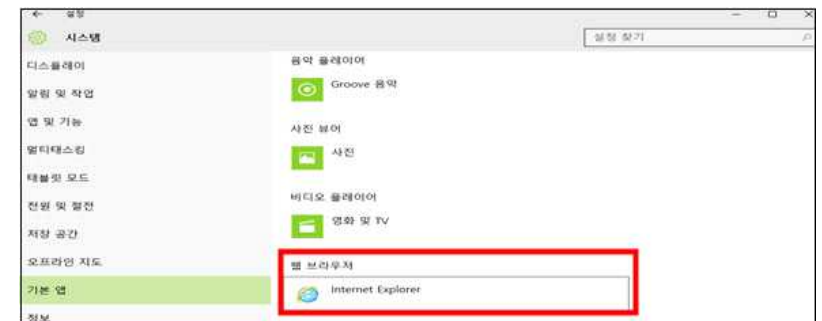 ← 설정
시스템
설정 찾기
디스플레이
알림 및 작업
앱 및 기능
멀티태스킹
태블릿 모드
전원 및 절전
저장 공간
오프라인 지도
기본 앱
정보
음악 플레이어
Groove 음악
사진 뷰어
사진
비디오 플레이어
영화 및 TV
웹 브라우저
Internet Explorer